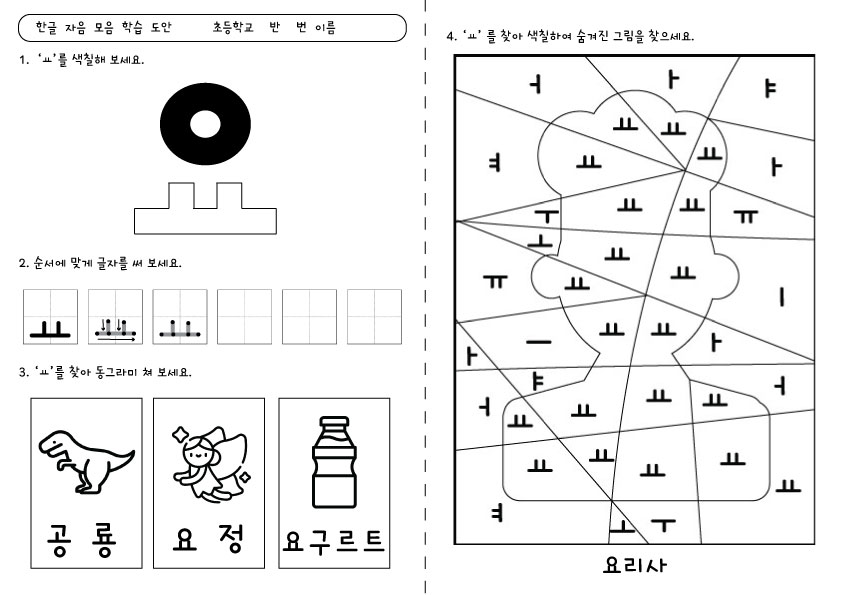 한글 자음 모음 학습 도안 초등학교 반 번 이름
1. ‘ㅛ’를 색칠해 보세요.
2. 순서에 맞게 글자를 써 보세요.
ㅛ ㅛ ㅛ
3. ‘ㅛ’를 찾아 동그라미 쳐 보세요.
공 룡
요 정
요구르트
4. ‘ㅛ’ 를 찾아 색칠하여 숨겨진 그림을 찾으세요.
ㅓ ㅏ ㅑ
ㅛ ㅛ
ㅕ ㅛ ㅛ ㅏ
ㅜ ㅛ ㅛ ㅠ
ㅗ ㅛ
ㅠ ㅛ ㅛ ㅣ
ㅛ ㅛ
ㅏ ㅡ ㅏ
ㅑ ㅓ
ㅓ ㅛ ㅛ ㅛ ㅛ
ㅛ ㅛ ㅛ ㅛ
ㅛ
ㅕ ㅗ ㅜ
요리사